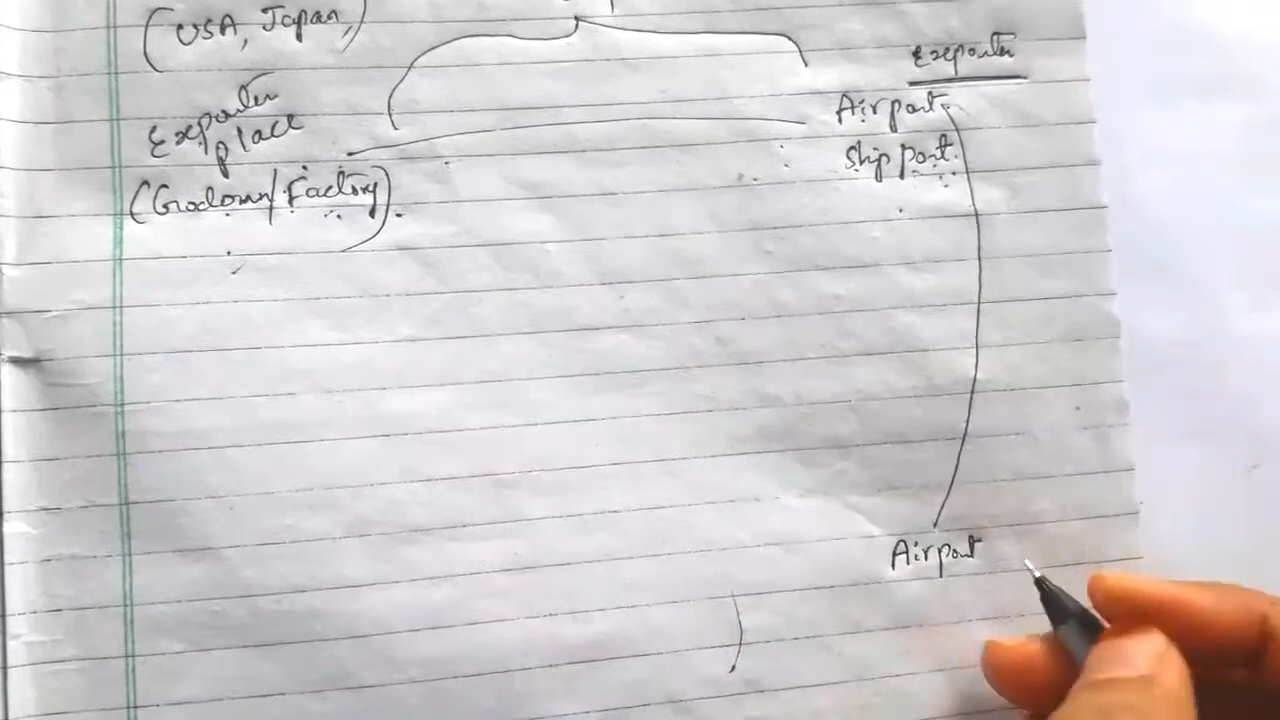 (USA, Japan,)
Exporter
place
(Godown/Factory).
Exporter
Airport
Ship port.
Airport